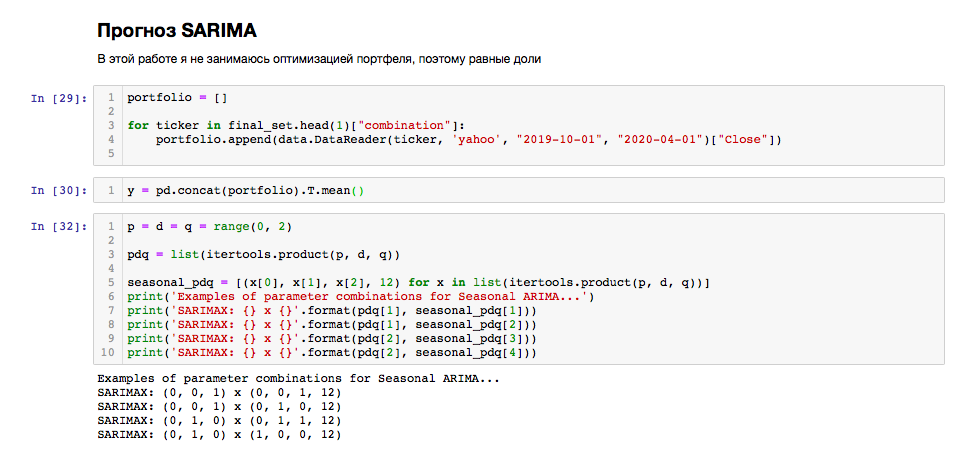 Прогноз SARIMA
В этой работе я не занимаюсь оптимизацией портфеля, поэтому равные доли
In [29]:
1 portfolio = []
2
3 for ticker in final_set.head(1)["combination"]:
4     portfolio.append(data.DataReader(ticker, 'yahoo', "2019-10-01", "2020-04-01")["Close"])
5
In [30]:
1 y = pd.concat(portfolio).T.mean()
In [32]:
1 p = d = q = range(0, 2)
2
3 pdq = list(itertools.product(p, d, q))
4
5 seasonal_pdq = [(x[0], x[1], x[2], 12) for x in list(itertools.product(p, d, q))]
6 print('Examples of parameter combinations for Seasonal ARIMA...')
7 print('SARIMAX: {} x {}'.format(pdq[1], seasonal_pdq[1]))
8 print('SARIMAX: {} x {}'.format(pdq[1], seasonal_pdq[2]))
9 print('SARIMAX: {} x {}'.format(pdq[2], seasonal_pdq[3]))
10 print('SARIMAX: {} x {}'.format(pdq[2], seasonal_pdq[4]))
Examples of parameter combinations for Seasonal ARIMA...
SARIMAX: (0, 0, 1) x (0, 0, 1, 12)
SARIMAX: (0, 0, 1) x (0, 1, 0, 12)
SARIMAX: (0, 1, 0) x (0, 1, 1, 12)
SARIMAX: (0, 1, 0) x (1, 0, 0, 12)